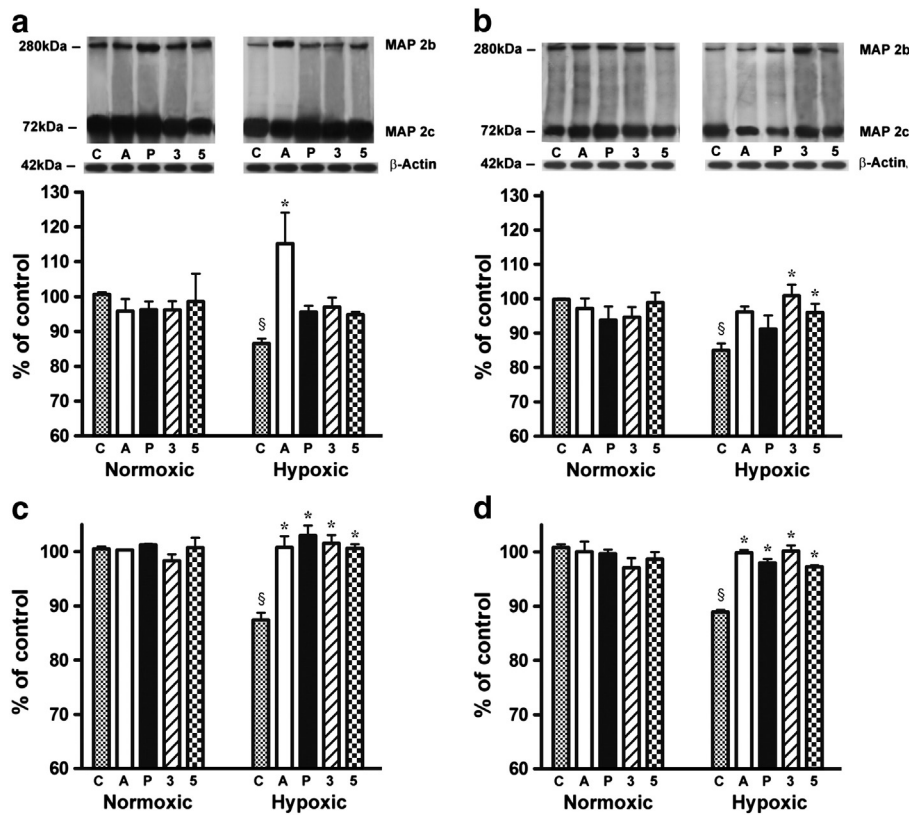 a
280kDa –
MAP 2b
72kDa –
MAP 2c
C A P 3 5
C A P 3 5
42kDa –
β-Actin
130
120
110
100
90
80
70
60
% of control
*
§
C A P 3 5
C A P 3 5
Normoxic
Hypoxic
b
280kDa –
MAP 2b
72kDa –
MAP 2c
C A P 3 5
C A P 3 5
42kDa –
β-Actin.
130
120
110
100
90
80
70
60
% of control
§
*
*
C A P 3 5
C A P 3 5
Normoxic
Hypoxic
c
100
90
80
70
60
% of control
§
* * * *
C A P 3 5
C A P 3 5
Normoxic
Hypoxic
d
100
90
80
70
60
% of control
§
* * * *
C A P 3 5
C A P 3 5
Normoxic
Hypoxic